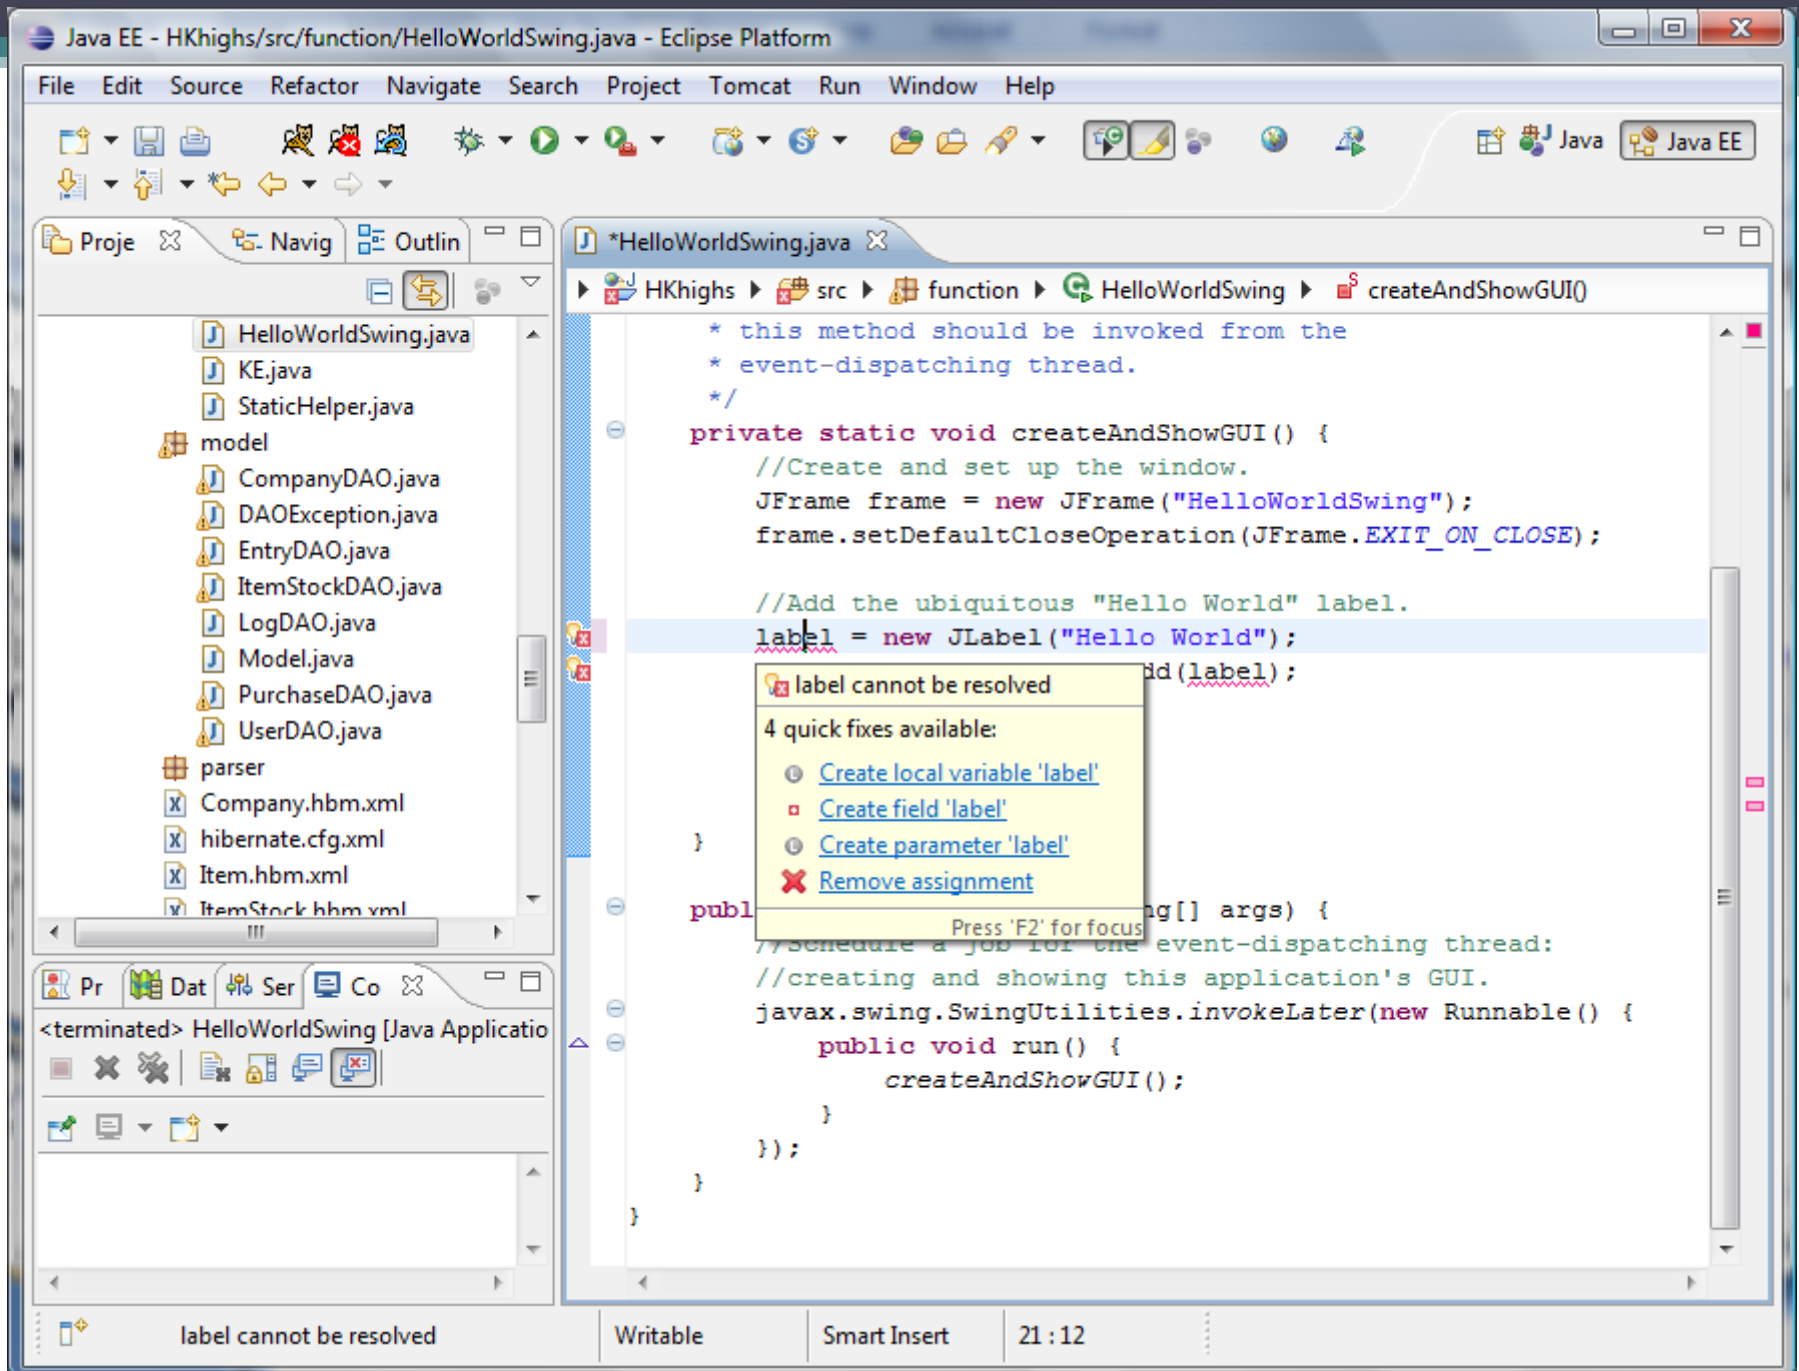 Java EE - HKhighs/src/function/HelloWorldSwing.java - Eclipse Platform
File Edit Source Refactor Navigate Search Project Tomcat Run Window Help
Java Java EE
Proje Navig Outlin
HelloWorldSwing.java
KE.java
StaticHelper.java
model
CompanyDAO.java
DAOException.java
EntryDAO.java
ItemStockDAO.java
LogDAO.java
Model.java
PurchaseDAO.java
UserDAO.java
parser
Company.hbm.xml
hibernate.cfg.xml
Item.hbm.xml
ItemStock.hbm.xml
Pr Dat Ser Co
<terminated> HelloWorldSwing [Java Applicatio
*HelloWorldSwing.java
HKhighs src function HelloWorldSwing createAndShowGUI()
* this method should be invoked from the
* event-dispatching thread.
*/
private static void createAndShowGUI() {
//Create and set up the window.
JFrame frame = new JFrame("HelloWorldSwing");
frame.setDefaultCloseOperation(JFrame.EXIT_ON_CLOSE);
//Add the ubiquitous "Hello World" label.
label = new JLabel("Hello World");
dd(label);
label cannot be resolved
4 quick fixes available:
Create local variable 'label'
Create field 'label'
Create parameter 'label'
Remove assignment
Press 'F2' for focus
}
publ ng[] args) {
//Schedule a job for the event-dispatching thread:
//creating and showing this application's GUI.
javax.swing.SwingUtilities.invokeLater(new Runnable() {
public void run() {
createAndShowGUI();
}
});
}
}
label cannot be resolved Writable Smart Insert 21 : 12